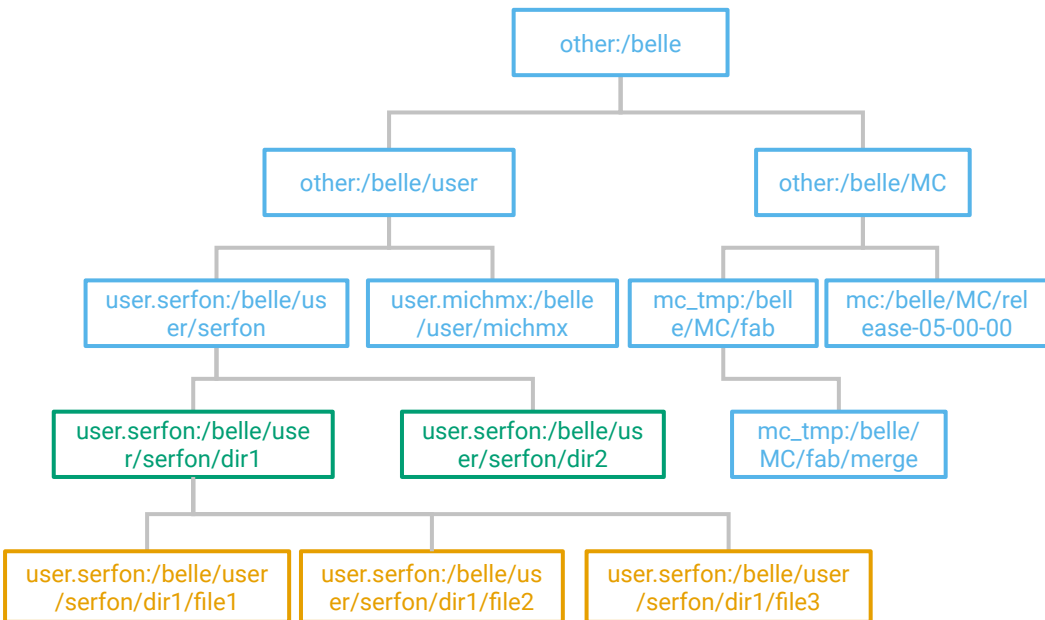 other:/belle
other:/belle/user
other:/belle/MC
user.serfon:/belle/us
er/serfon
user.michmx:/belle
/user/michmx
mc_tmp:/bell
e/MC/fab
mc:/belle/MC/rel
ease-05-00-00
user.serfon:/belle/use
r/serfon/dir1
user.serfon:/belle/us
er/serfon/dir2
mc_tmp:/belle/
MC/fab/merge
user.serfon:/belle/user
/serfon/dir1/file1
user.serfon:/belle/us
er/serfon/dir1/file2
user.serfon:/belle/user
/serfon/dir1/file3